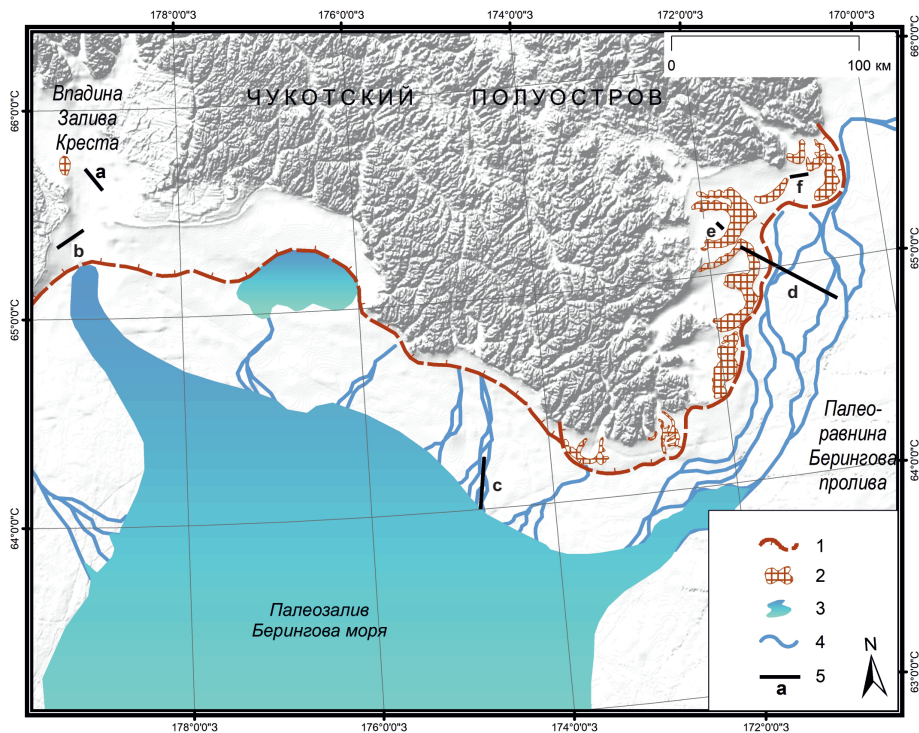 178°0'0"З
176°0'0"З
174°0'0"З
172°0'0"З
170°0'0"З
66°0'0"С
0
100 км
Впадина
Залива
Креста
ЧУКОТСКИЙ ПОЛУОСТРОВ
66°0'0"С
a
f
b
e
65°0'0"С
d
65°0'0"С
Палео-
равнина
Берингова
пролива
64°0'0"С
c
64°0'0"С
N
1
2
3
4
5
a
Палеозалив
Берингова моря
63°0'0"С
178°0'0"З
176°0'0"З
174°0'0"З
172°0'0"З